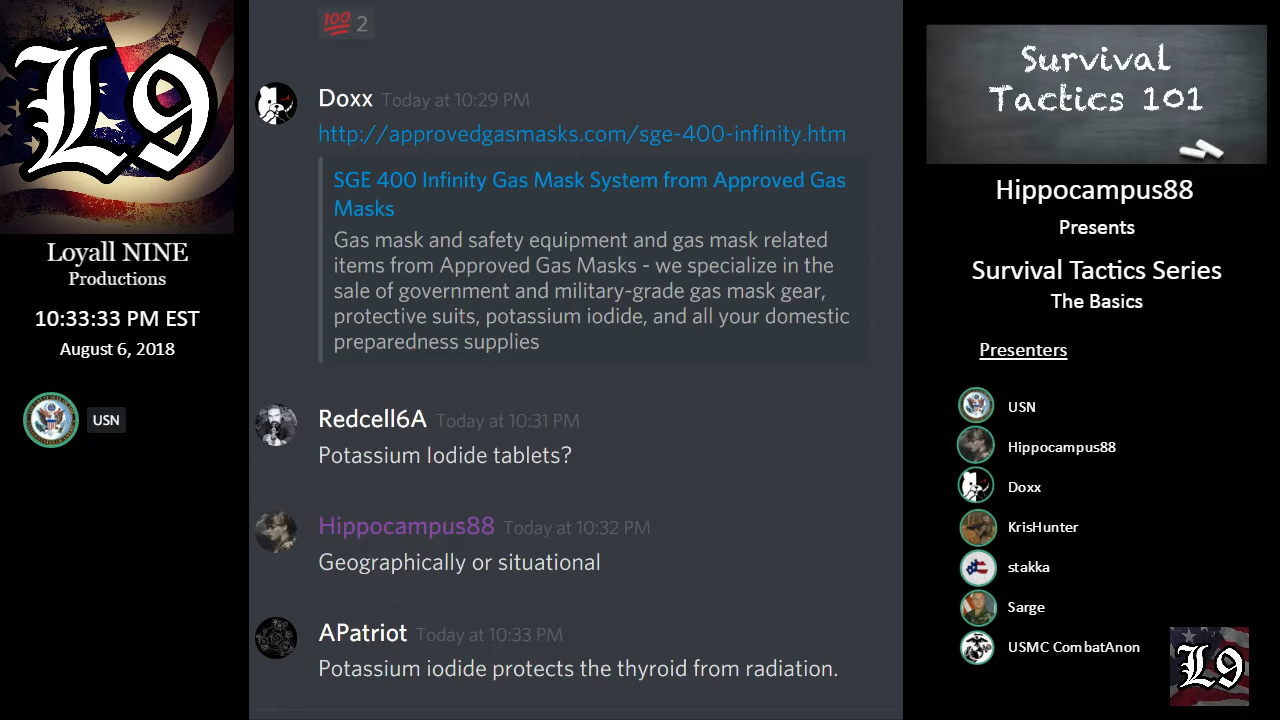 L9
Loyall NINE
Productions
10:33:33 PM EST
August 6, 2018
USN
100 2
Doxx Today at 10:29 PM
http://approvedgasmasks.com/sge-400-infinity.htm
SGE 400 Infinity Gas Mask System from Approved Gas
Masks
Gas mask and safety equipment and gas mask related
items from Approved Gas Masks - we specialize in the
sale of government and military-grade gas mask gear,
protective suits, potassium iodide, and all your domestic
preparedness supplies
Redcell6A Today at 10:31 PM
Potassium Iodide tablets?
Hippocampus88 Today at 10:32 PM
Geographically or situational
APatriot Today at 10:33 PM
Potassium iodide protects the thyroid from radiation.
Survival
Tactics 101
Hippocampus88
Presents
Survival Tactics Series
The Basics
Presenters
USN
Hippocampus88
Doxx
KrisHunter
stakka
Sarge
USMC CombatAnon
L9